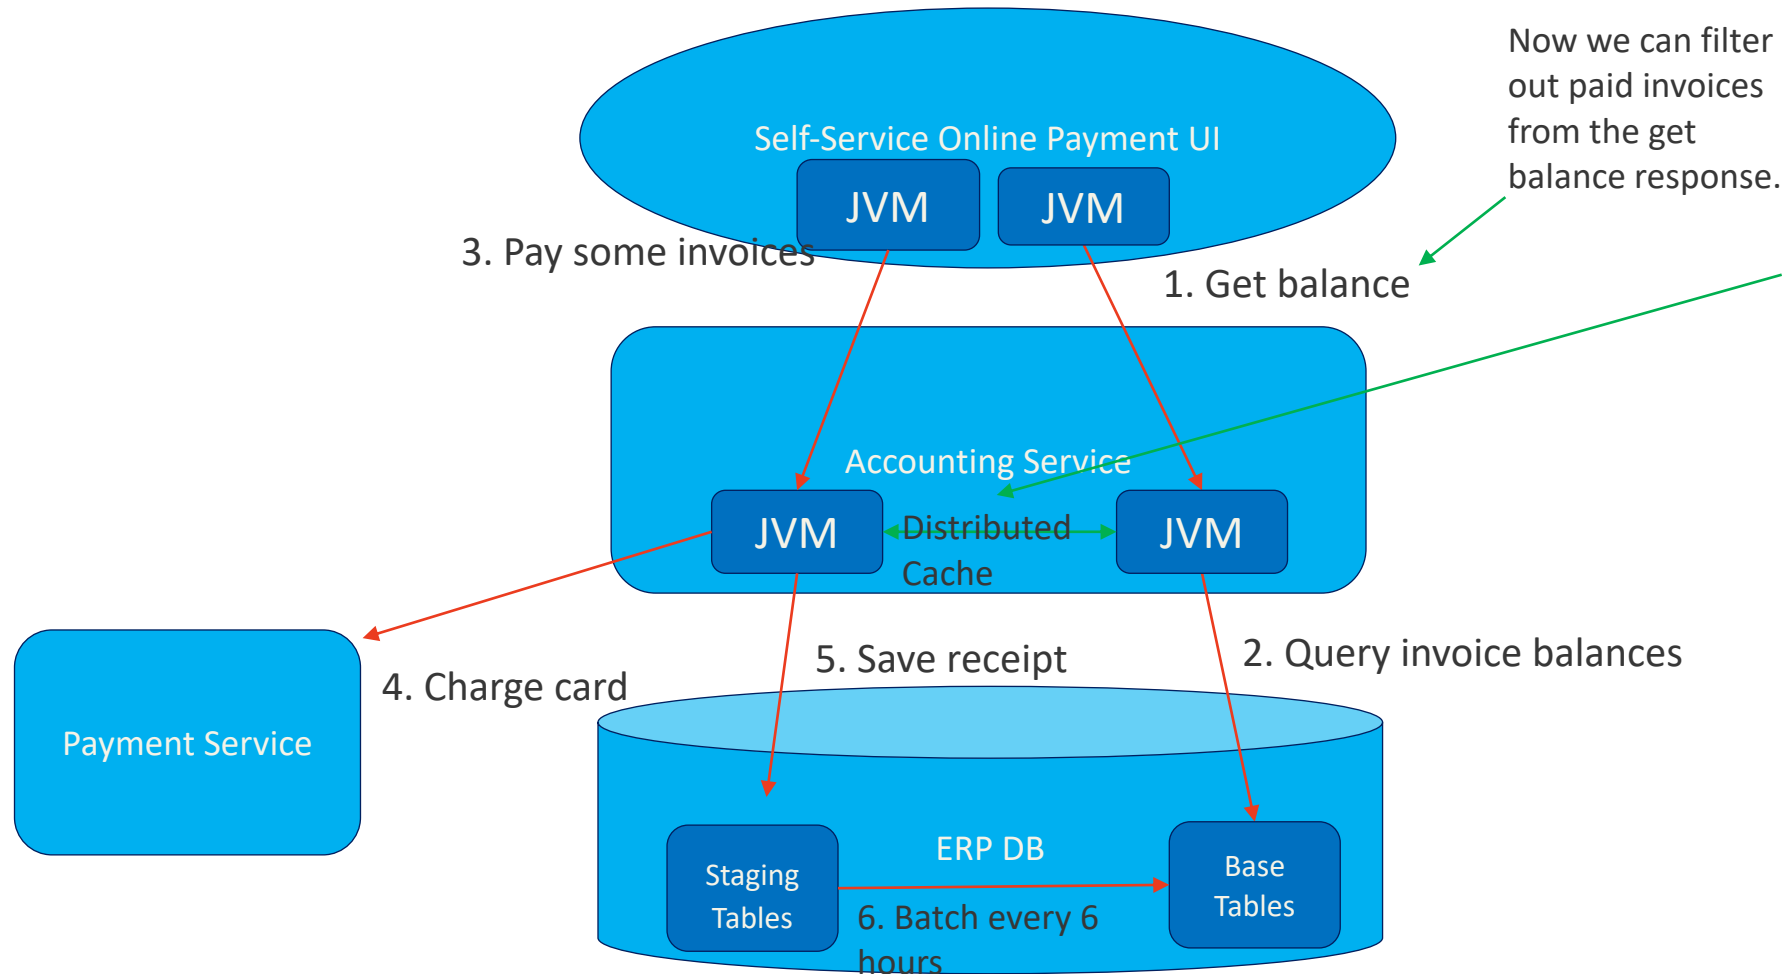 Now we can filter
out paid invoices
from the get
balance response.
Self-Service Online Payment UI
JVM
JVM
3. Pay some invoices
1. Get balance
Accounting Service
JVM
Distributed
Cache
JVM
4. Charge card
5. Save receipt
2. Query invoice balances
Payment Service
ERP DB
Staging
Tables
Base
Tables
6. Batch every 6
hours